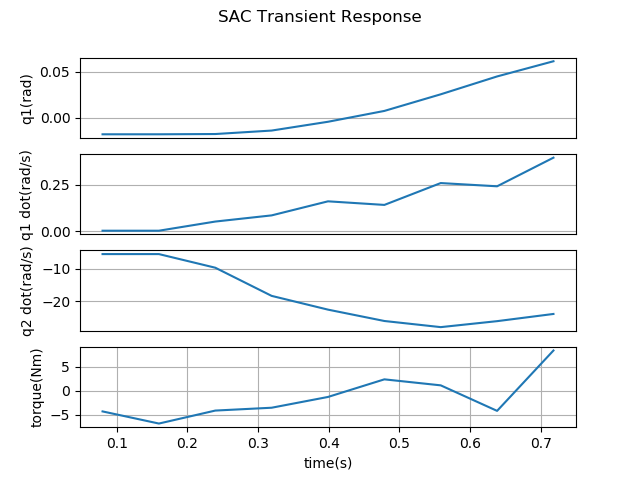 SAC Transient Response
q1(rad)
0.05
0.00
q1 dot(rad/s)
0.25
0.00
q2 dot(rad/s)
−10
−20
torque(Nm)
5
0
−5
0.1 0.2 0.3 0.4 0.5 0.6 0.7
time(s)